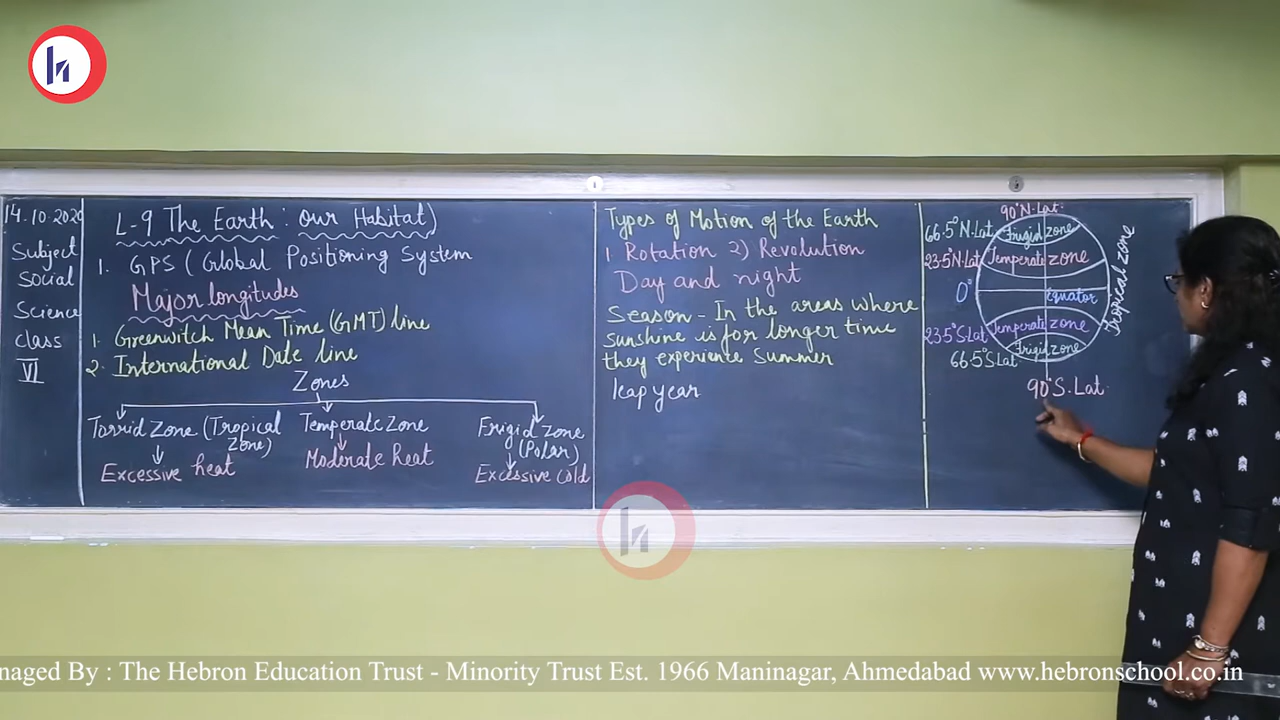 14.10.2020
Subject
Social
Science
class
VI
L-9 The Earth : Our Habitat)
1. GPS ( Global Positioning System
Major longitudes
1. Greenwitch Mean Time (GMT) line
2. International Date line
Zones
Torrid Zone (Tropical
Zone)
Excessive heat
Temperate Zone
Moderate Heat
Frigid Zone
(Polar)
Excessive Cold
Types of Motion of the Earth
1. Rotation 2) Revolution
Day and night
Season - In the areas where
sunshine is for longer time
they experience Summer
leap year
90° N. Lat.
66.5° N. Lat
Frigid zone
23.5° N. Lat
Temperate zone
0°
equator
Tropical zone
23.5° S. Lat
Temperate zone
66.5° S Lat
Frigid zone
90° S. Lat.
naged By : The Hebron Education Trust - Minority Trust Est. 1966 Maninagar, Ahmedabad www.hebronschool.co.in